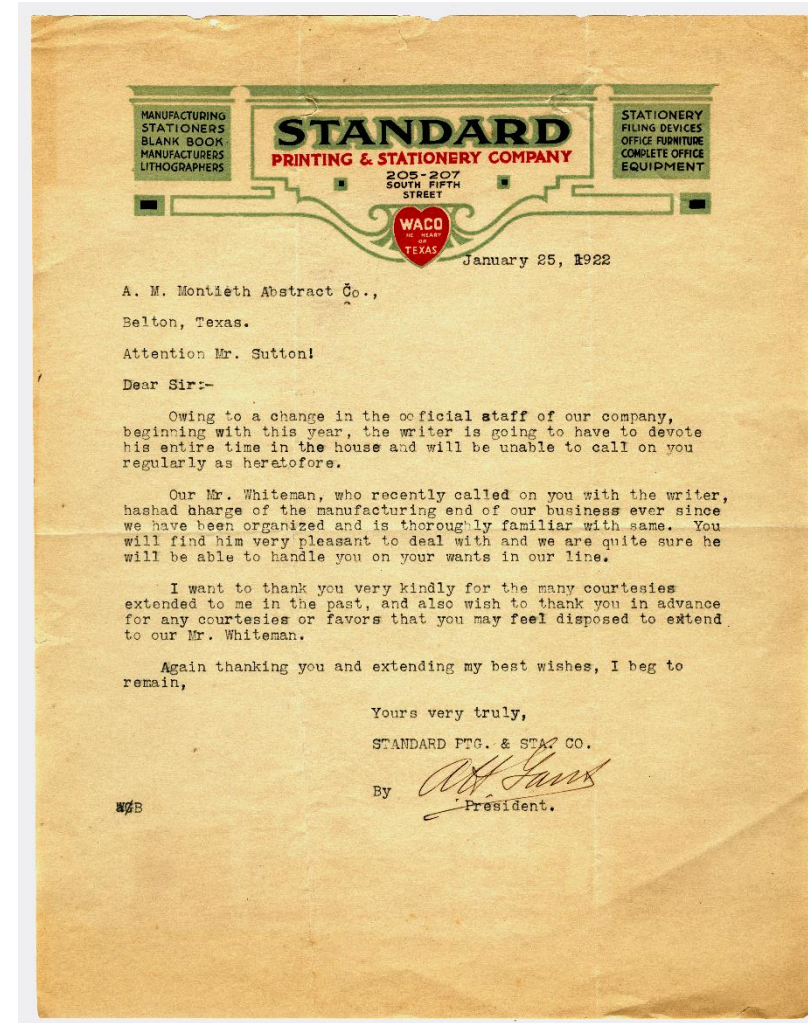 MANUFACTURING
STATIONERS
BLANK BOOK
MANUFACTURERS
LITHOGRAPHERS
STANDARD
PRINTING & STATIONERY COMPANY
205-207
SOUTH FIFTH
STREET
WACO
HEART
OF
TEXAS
STATIONERY
FILING DEVICES
OFFICE FURNITURE
COMPLETE OFFICE
EQUIPMENT
January 25, 1922
A. M. Montieth Abstract Co.,
Belton, Texas.
Attention Mr. Sutton!
Dear Sir:-
Owing to a change in the oofficial staff of our company,
beginning with this year, the writer is going to have to devote
his entire time in the house and will be unable to call on you
regularly as heretofore.
Our Mr. Whiteman, who recently called on you with the writer,
hashad charge of the manufacturing end of our business ever since
we have been organized and is thoroughly familiar with same. You
will find him very pleasant to deal with and we are quite sure he
will be able to handle you on your wants in our line.
I want to thank you very kindly for the many courtesies
extended to me in the past, and also wish to thank you in advance
for any courtesies or favors that you may feel disposed to extend
to our Mr. Whiteman.
Again thanking you and extending my best wishes, I beg to
remain,
Yours very truly,
STANDARD PTG. & STA. CO.
By
President.